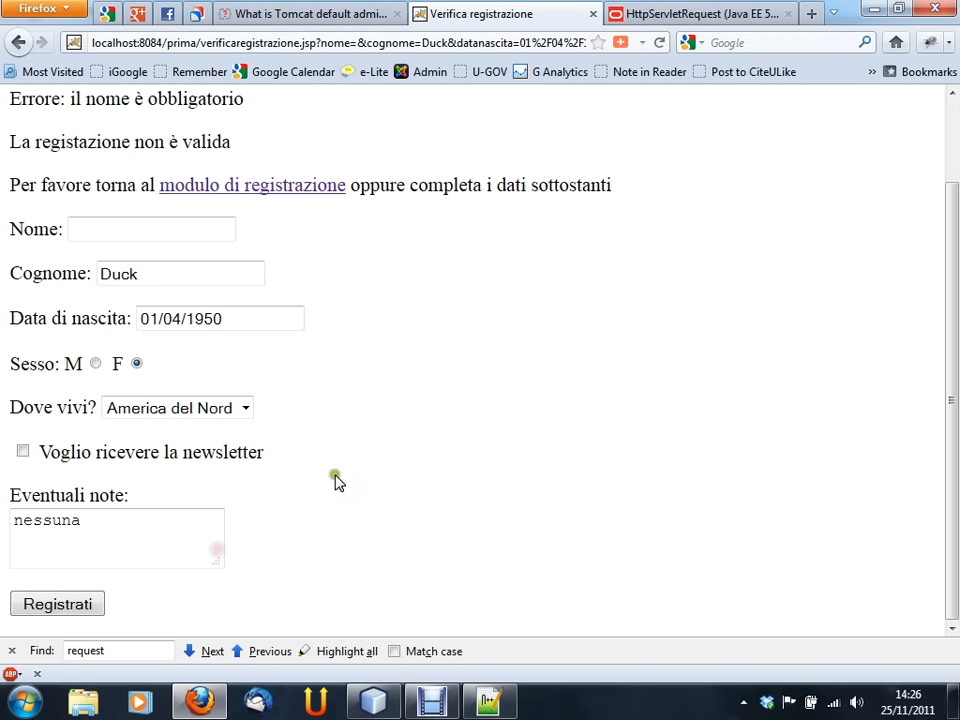 Firefox
What is Tomcat default admi...
Verifica registrazione
HttpServletRequest (Java EE 5...
localhost:8084/prima/verificaregistrazione.jsp?nome=&cognome=Duck&datanascita=01%2F04%2F:
Google
Most Visited iGoogle Remember Google Calendar e-Lite Admin U-GOV G Analytics Note in Reader Post to CiteULike » Bookmarks
Errore: il nome è obbligatorio
La registazione non è valida
Per favore torna al modulo di registrazione oppure completa i dati sottostanti
Nome:
Cognome: Duck
Data di nascita: 01/04/1950
Sesso: M F
Dove vivi? America del Nord
Voglio ricevere la newsletter
Eventuali note:
nessuna
Registrati
Find: request Next Previous Highlight all Match case
ABP
14:26
25/11/2011